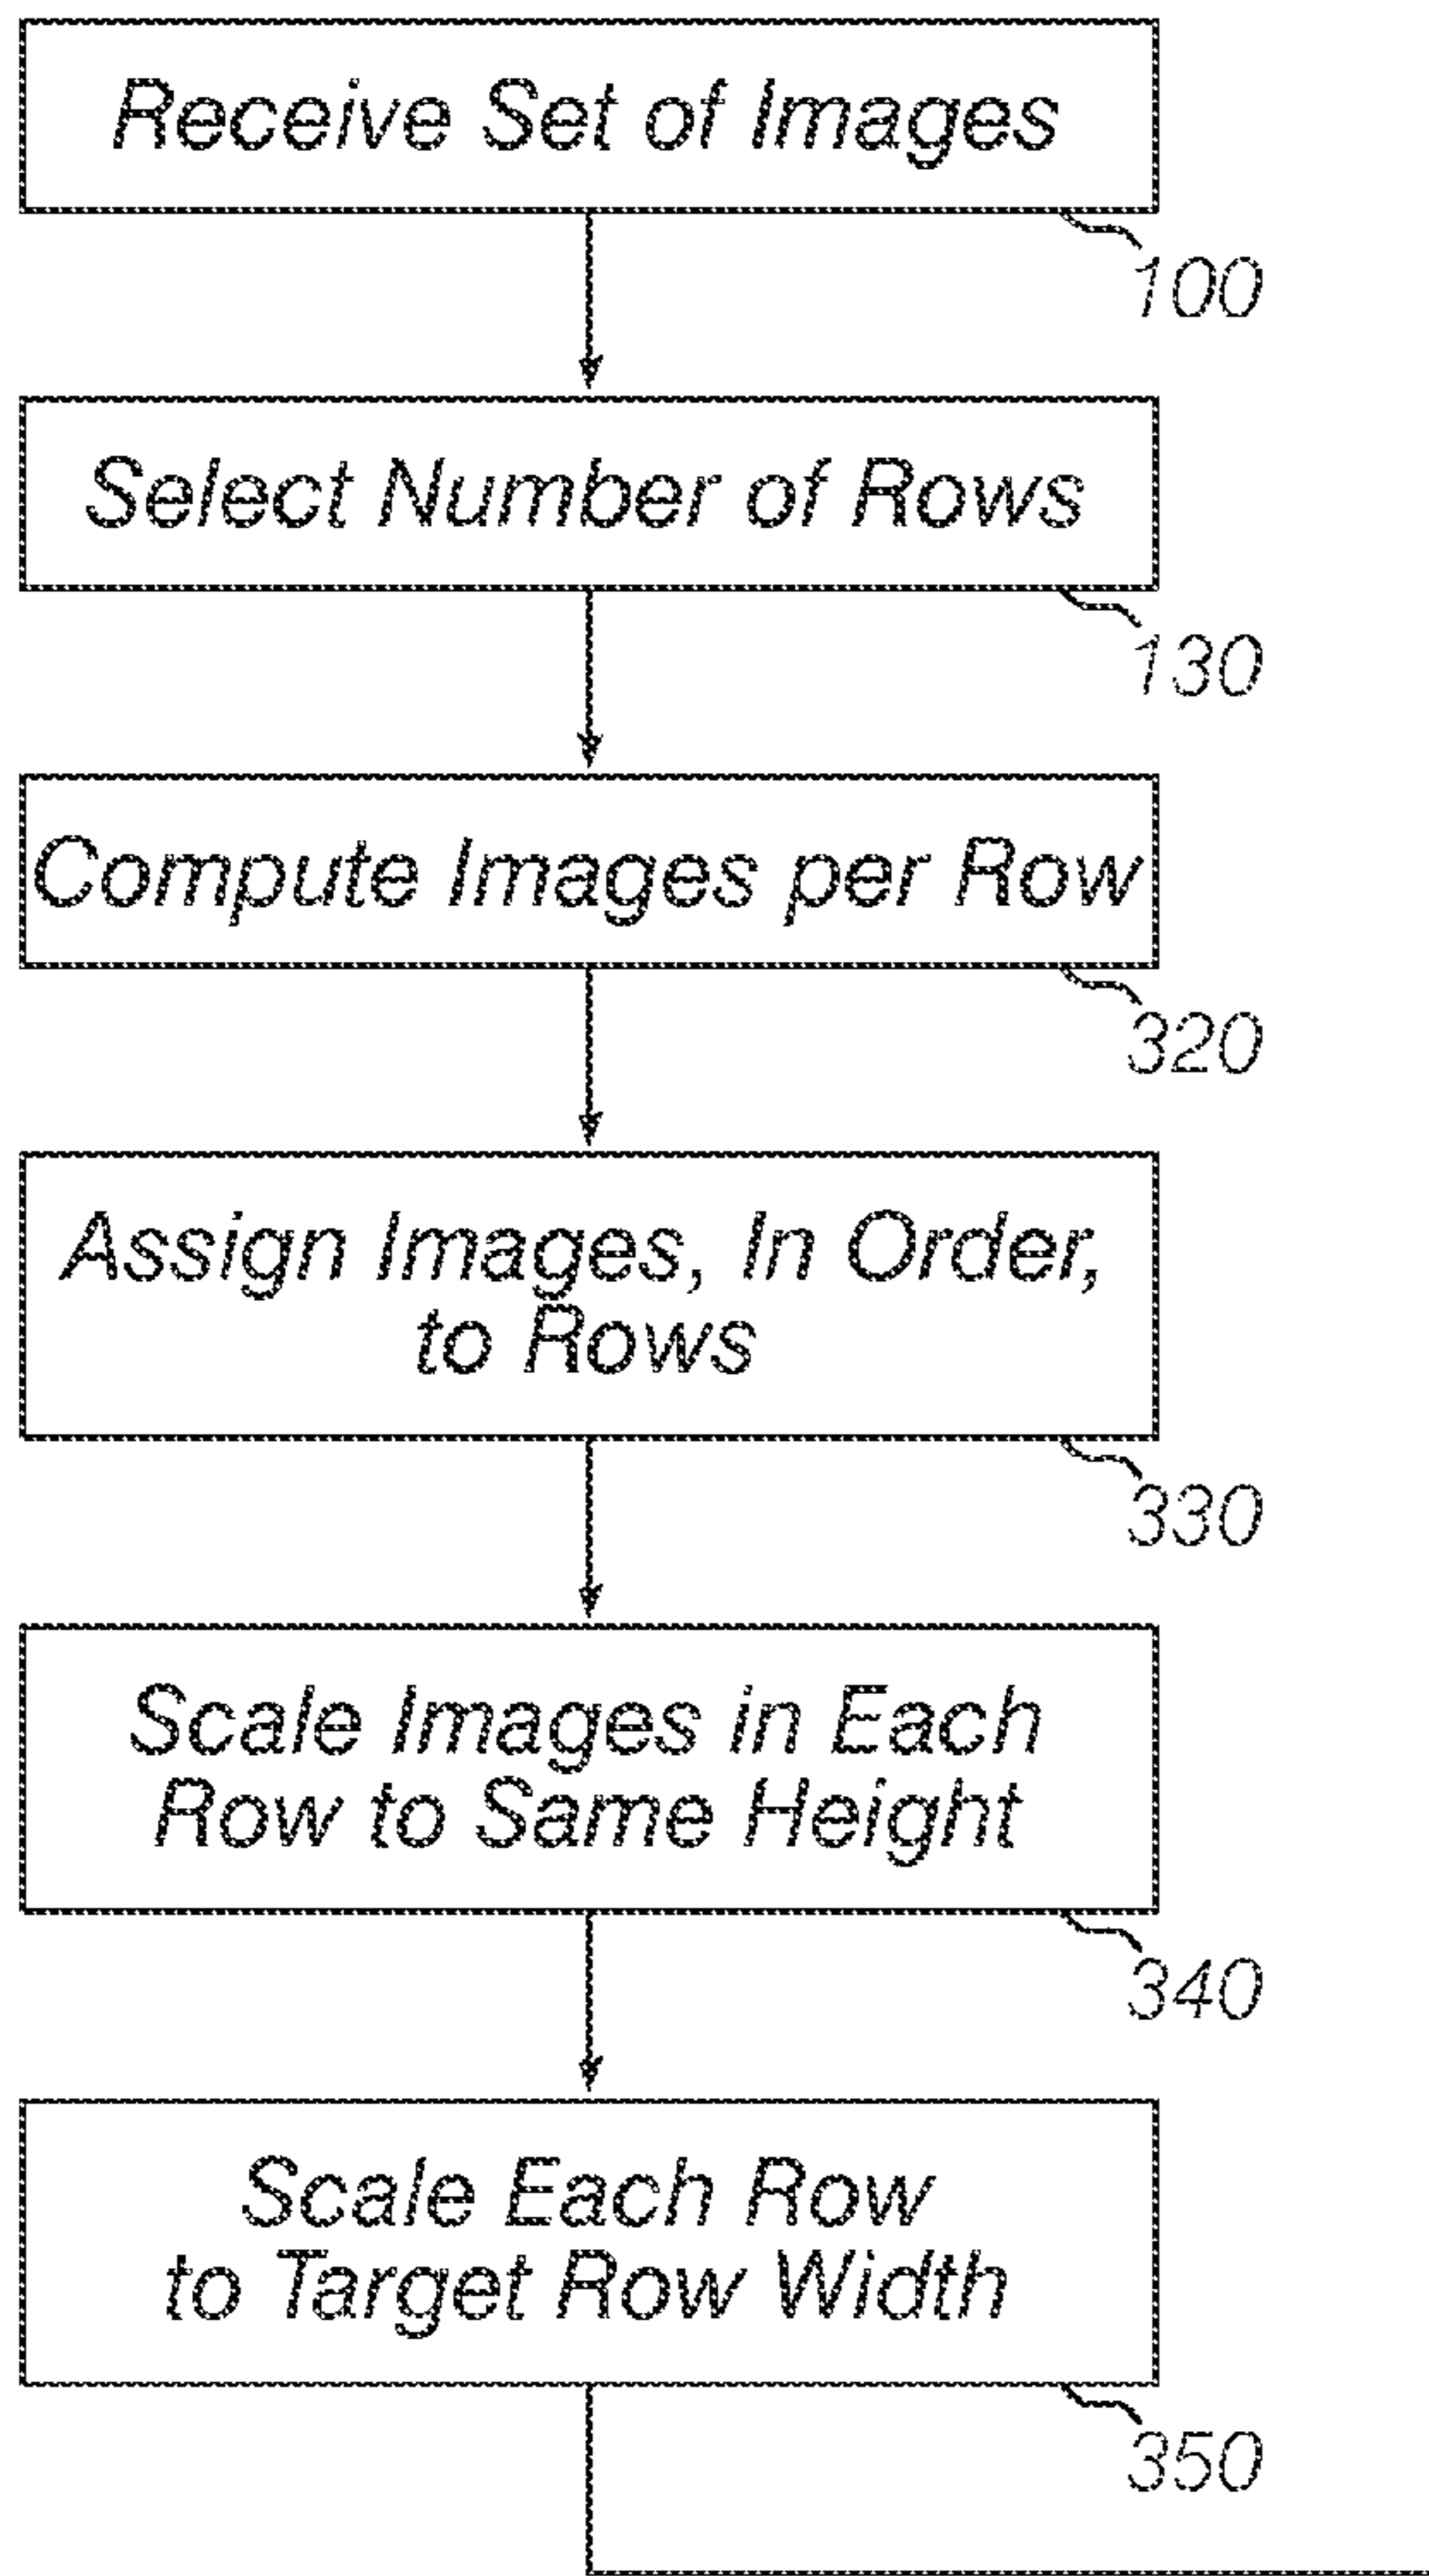 Receive Set of Images
100
Select Number of Rows
130
Compute Images per Row
320
Assign Images, In Order,
to Rows
330
Scale Images in Each
Row to Same Height
340
Scale Each Row
to Target Row Width
350